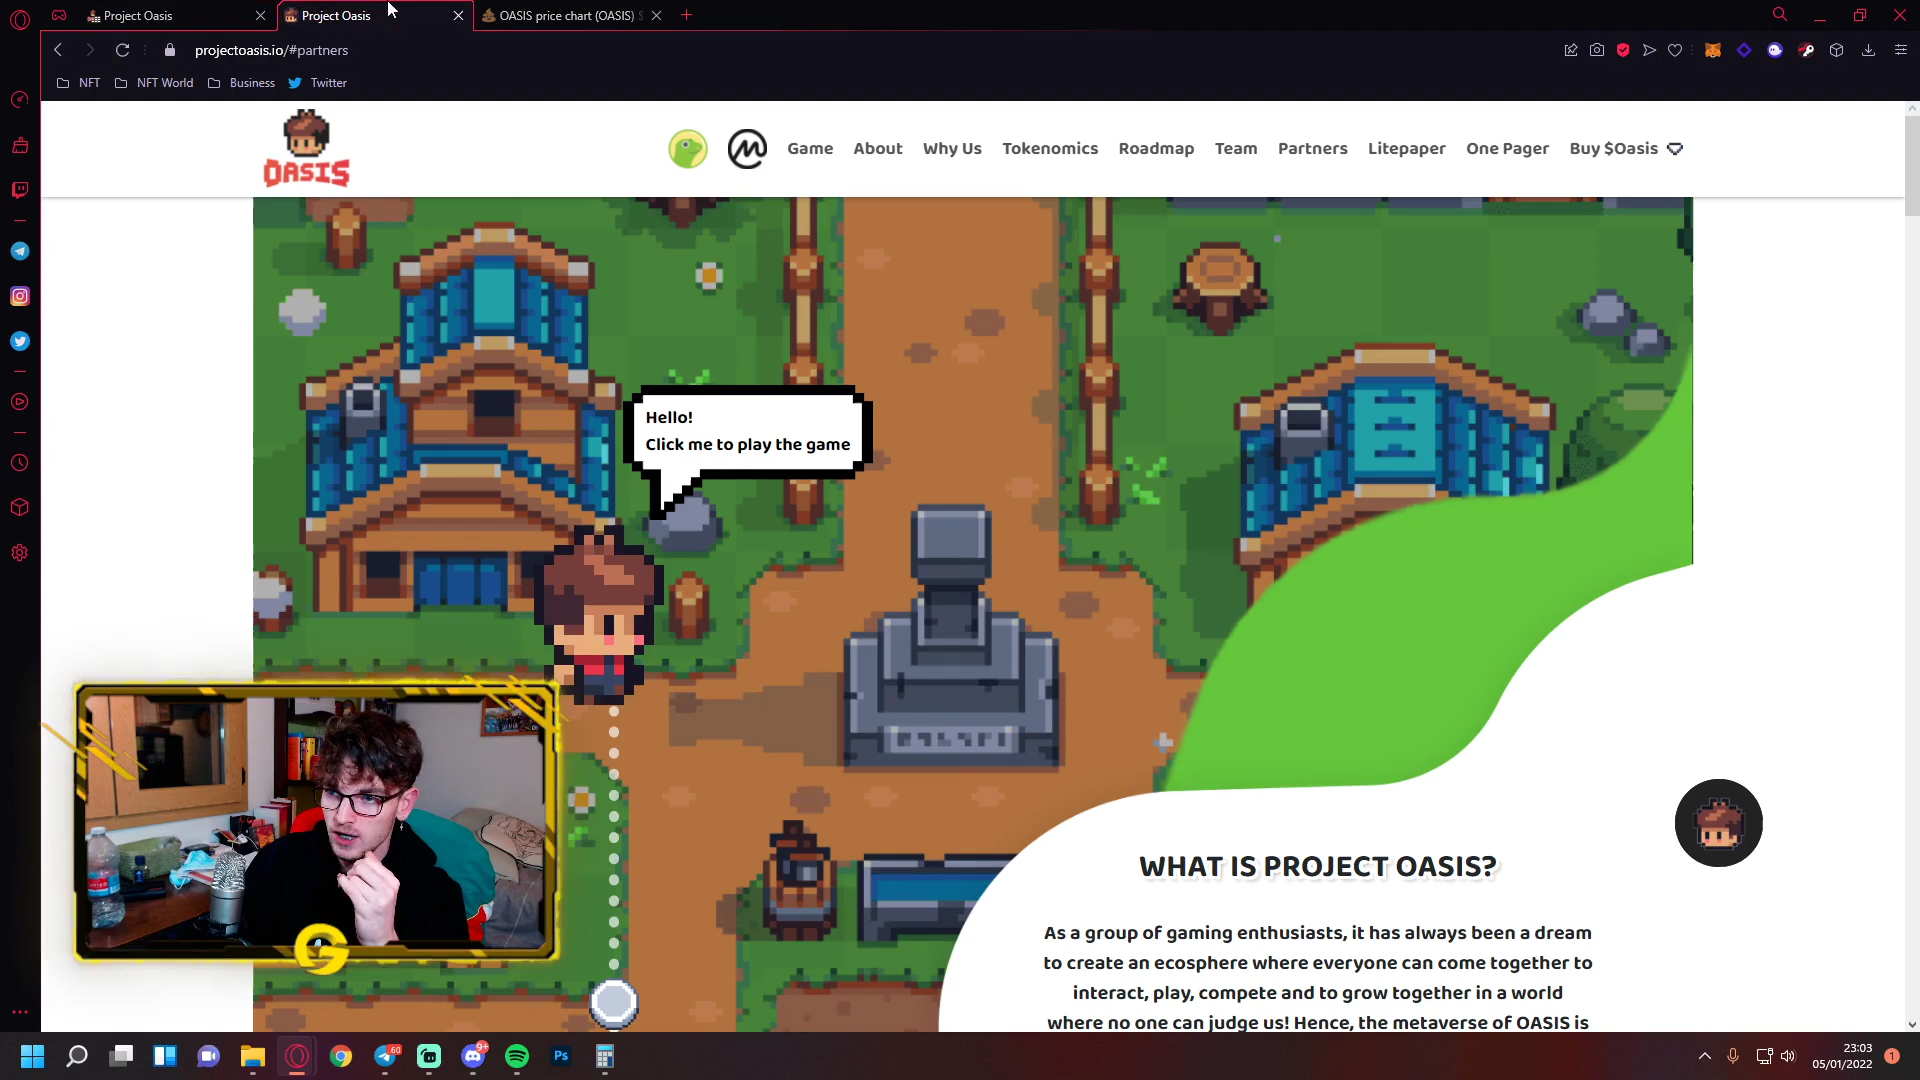 Project Oasis
Project Oasis
OASIS price chart (OASIS) $
projectoasis.io/#partners
NFT
NFT World
Business
Twitter
OASIS
Game
About
Why Us
Tokenomics
Roadmap
Team
Partners
Litepaper
One Pager
Buy $Oasis
Hello!
Click me to play the game
WHAT IS PROJECT OASIS?
As a group of gaming enthusiasts, it has always been a dream
to create an ecosphere where everyone can come together to
interact, play, compete and to grow together in a world
where no one can judge us! Hence, the metaverse of OASIS is
G
60
9+
Ps
23:03
05/01/2022
1